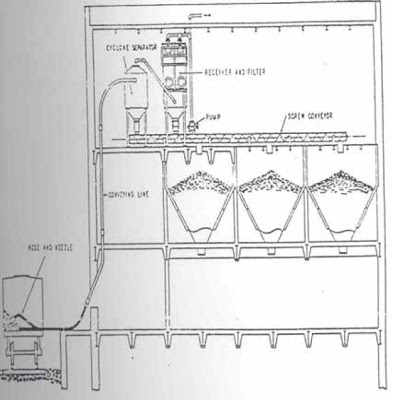 CYCLONE SEPARATOR
RECEIVER AND FILTER
PUMP
SCREW CONVEYOR
CONVEYING LINE
HOSE AND NOZZLE